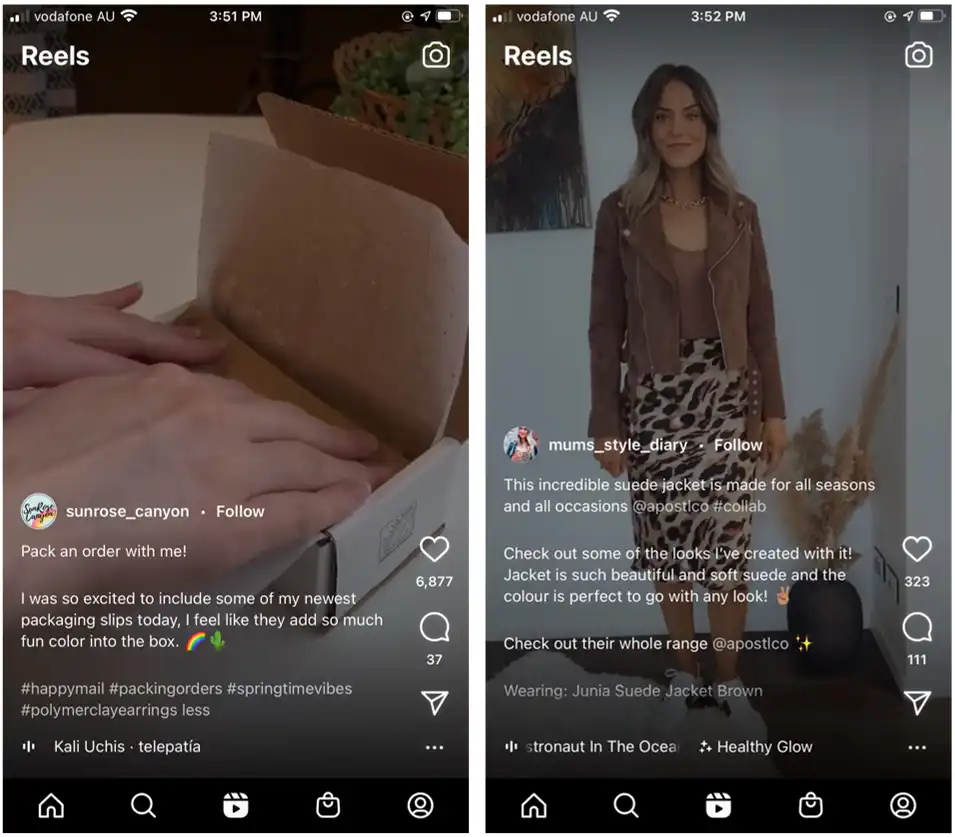 vodafone AU
3:51 PM
Reels
sunrose_canyon • Follow
Pack an order with me!
I was so excited to include some of my newest
packaging slips today, I feel like they add so much
fun color into the box. 🌈🌵
#happymail #packingorders #springtimevibes
#polymerclayearrings less
Kali Uchis · telepatía
6,877
37
vodafone AU
3:52 PM
Reels
mums_style_diary • Follow
This incredible suede jacket is made for all seasons
and all occasions @apostlco #collab
Check out some of the looks I've created with it!
Jacket is such beautiful and soft suede and the
colour is perfect to go with any look! ✌🏼
Check out their whole range @apostlco ✨
Wearing: Junia Suede Jacket Brown
stronaut In The Ocea
Healthy Glow
323
111